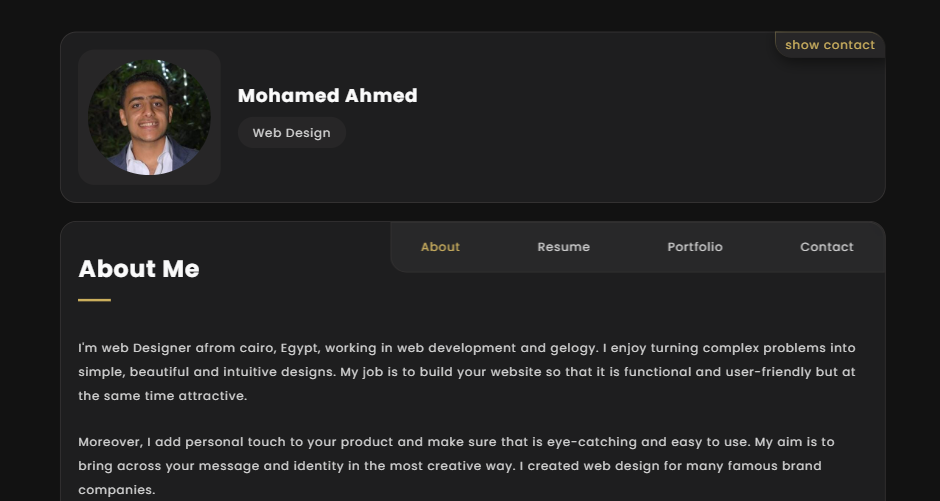 show contact
Mohamed Ahmed
Web Design
About
Resume
Portfolio
Contact
About Me
I'm web Designer afrom cairo, Egypt, working in web development and gelogy. I enjoy turning complex problems into
simple, beautiful and intuitive designs. My job is to build your website so that it is functional and user-friendly but at
the same time attractive.
Moreover, I add personal touch to your product and make sure that is eye-catching and easy to use. My aim is to
bring across your message and identity in the most creative way. I created web design for many famous brand
companies.